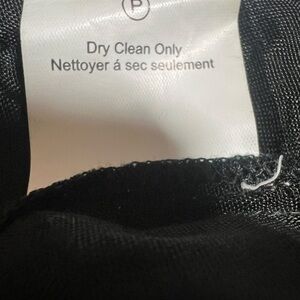 P
Dry Clean Only
Nettoyer á sec seulement